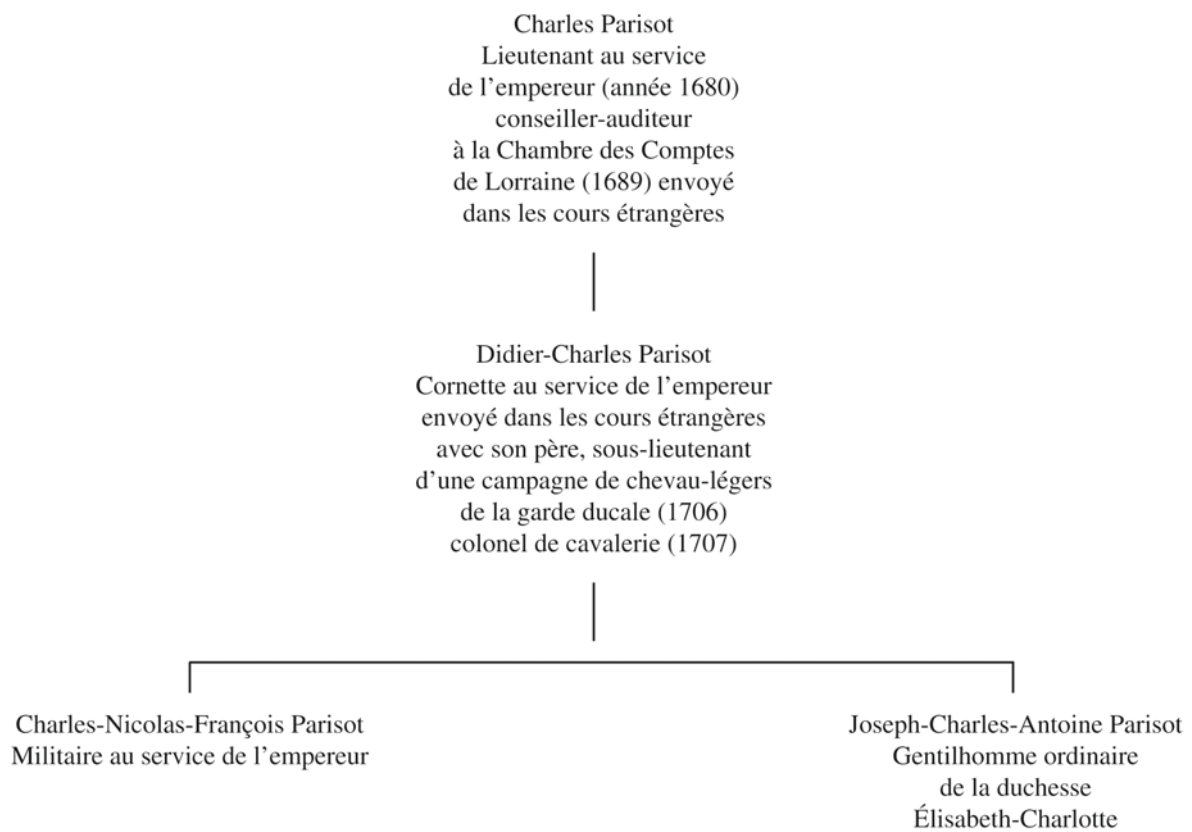 Charles Parisot
Lieutenant au service
de l’empereur (année 1680)
conseiller-auditeur
à la Chambre des Comptes
de Lorraine (1689) envoyé
dans les cours étrangères
Didier-Charles Parisot
Cornette au service de l’empereur
envoyé dans les cours étrangères
avec son père, sous-lieutenant
d’une campagne de chevau-légers
de la garde ducale (1706)
colonel de cavalerie (1707)
Charles-Nicolas-François Parisot
Militaire au service de l’empereur
Joseph-Charles-Antoine Parisot
Gentilhomme ordinaire
de la duchesse
Élisabeth-Charlotte